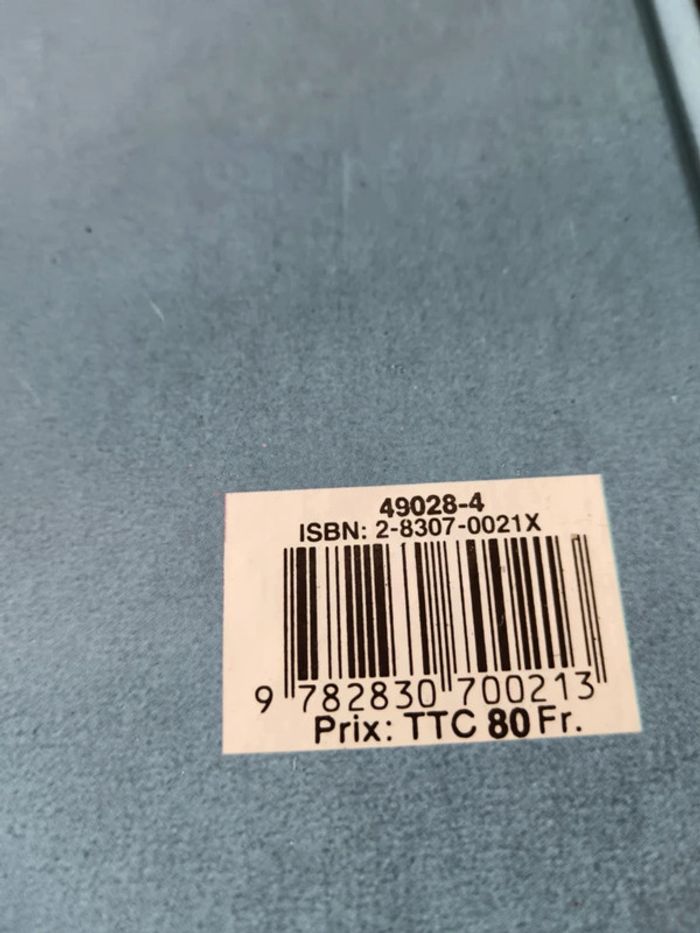 49028-4
ISBN: 2-8307-0021X
9 782830 700213
Prix: TTC 80 Fr.